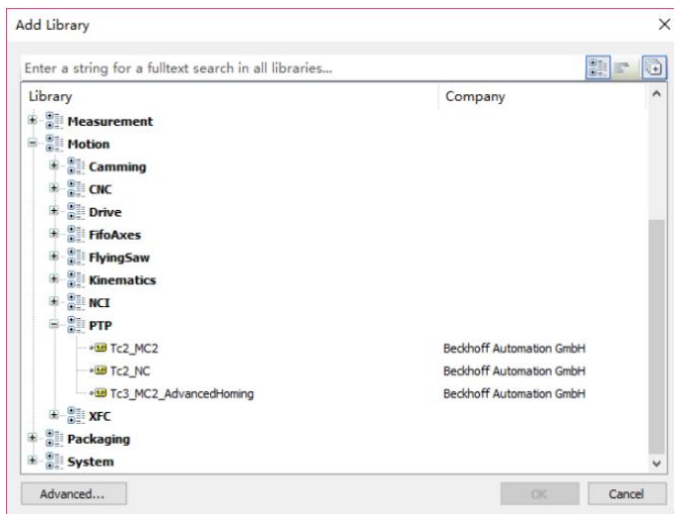 Add Library
Enter a string for a fulltext search in all libraries...
Library Company
Measurement
Motion
Camming
CNC
Drive
FifoAxes
FlyingSaw
Kinematics
NCI
PTP
Tc2_MC2 Beckhoff Automation GmbH
Tc2_NC Beckhoff Automation GmbH
Tc3_MC2_AdvancedHoming Beckhoff Automation GmbH
XFC
Packaging
System
Advanced... OK Cancel